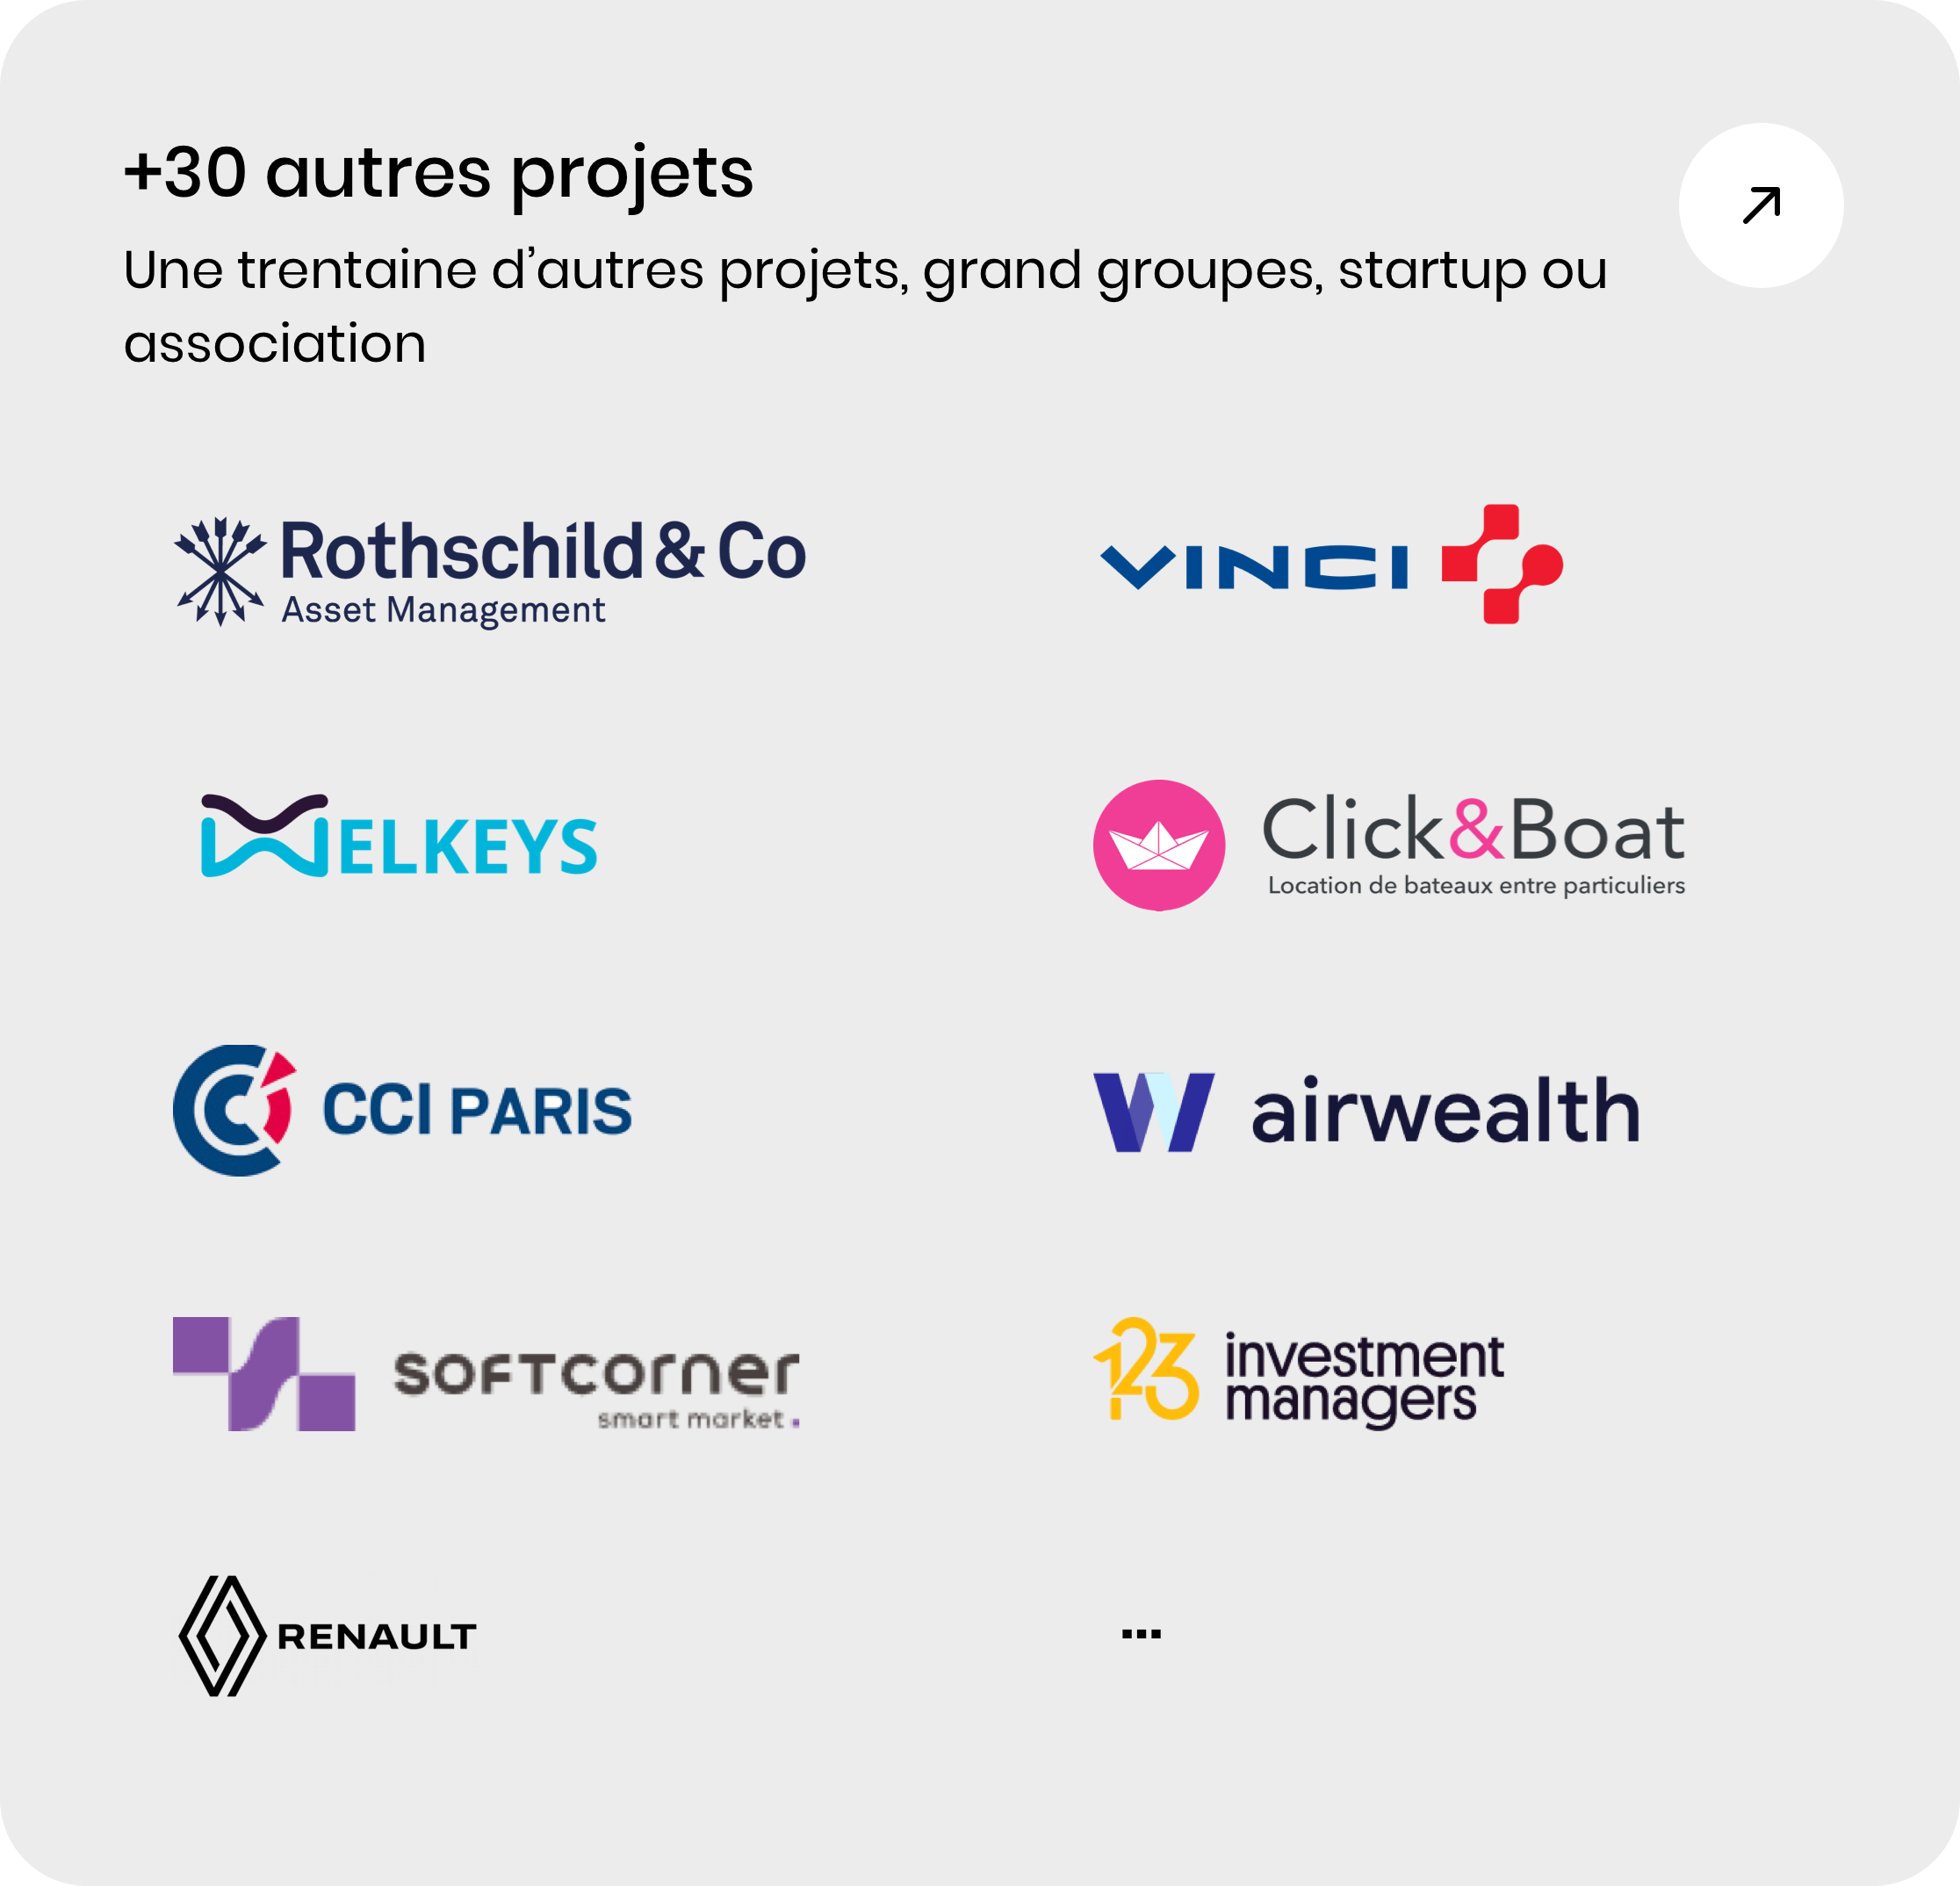 +30 autres projets
Une trentaine d’autres projets, grand groupes, startup ou
association
Rothschild & Co
Asset Management
VINCI
WELKEYS
Click&Boat
Location de bateaux entre particuliers
CCI PARIS
airwealth
softcorner
smart market.
123
investment
managers
RENAULT
...